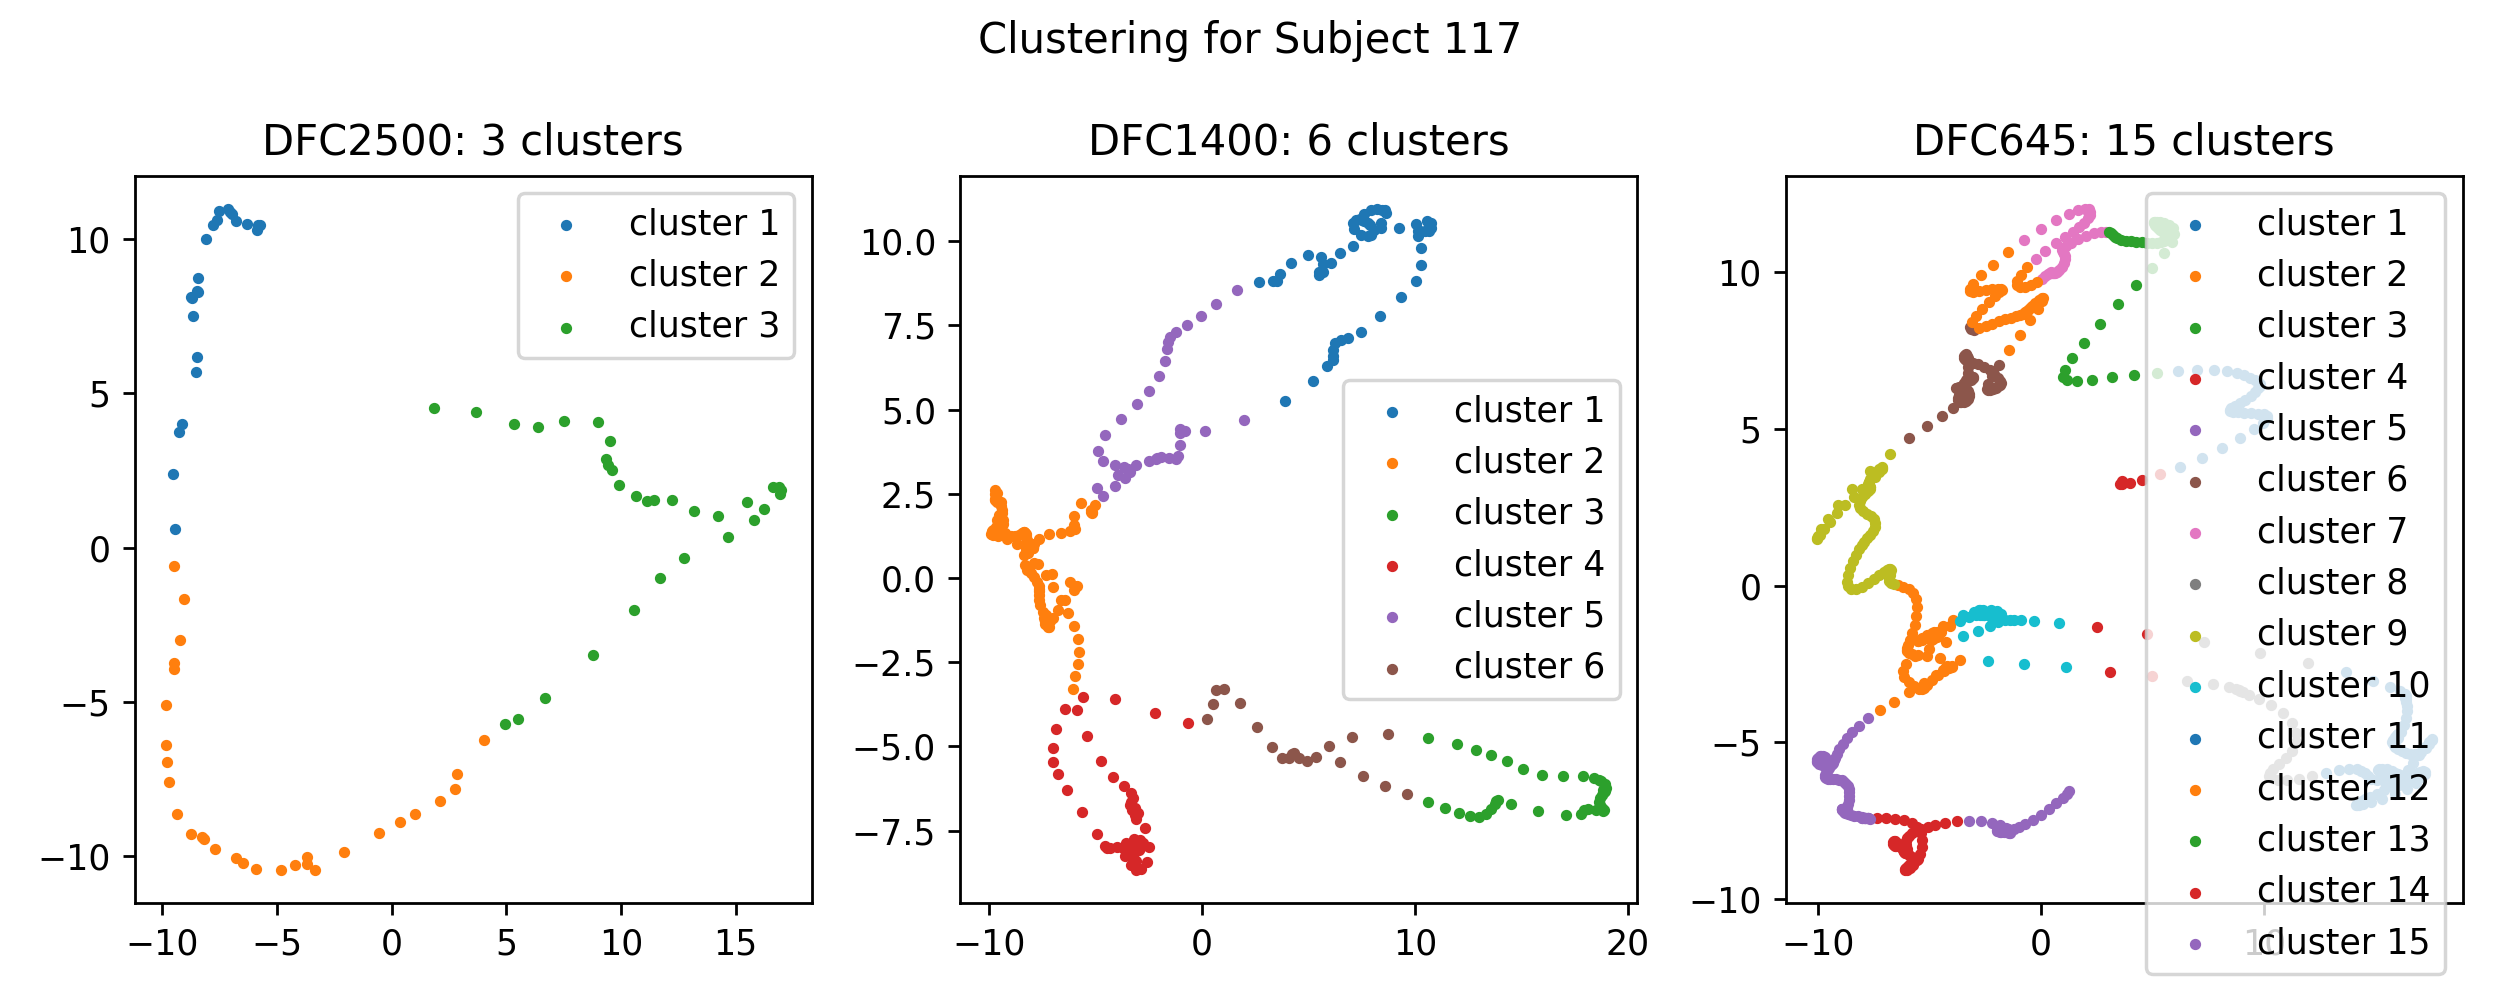 Clustering for Subject 117
DFC2500: 3 clusters
10
5
0
−5
−10
−10
−5
0
5
10
15
cluster 1
cluster 2
cluster 3
DFC1400: 6 clusters
10.0
7.5
5.0
2.5
0.0
−2.5
−5.0
−7.5
−10
0
10
20
cluster 1
cluster 2
cluster 3
cluster 4
cluster 5
cluster 6
DFC645: 15 clusters
10
5
0
−5
−10
−10
0
10
cluster 1
cluster 2
cluster 3
cluster 4
cluster 5
cluster 6
cluster 7
cluster 8
cluster 9
cluster 10
cluster 11
cluster 12
cluster 13
cluster 14
cluster 15